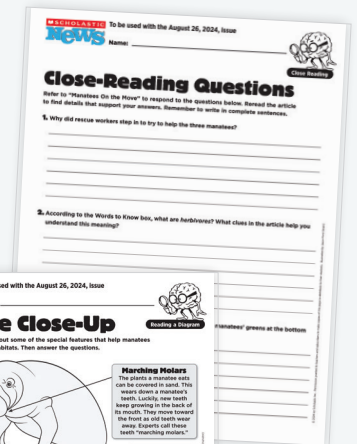 SCHOLASTIC
News
To be used with the August 26, 2024, issue
Name:
Close Reading
Close-Reading Questions
Refer to "Manatees On the Move" to respond to the questions below. Reread the article
to find details that support your answers. Remember to write in complete sentences.
1. Why did rescue workers step in to try to help the three manatees?
2. According to the Words to Know box, what are herbivores? What clues in the article help you
understand this meaning?
manatees' greens at the bottom
sed with the August 26, 2024, issue
Close-Up
Reading a Diagram
out some of the special features that help manatees
bitats. Then answer the questions.
Marching Molars
The plants a manatee eats
can be covered in sand. This
wears down a manatee's
teeth. Luckily, new teeth
keep growing in the back of
its mouth. They move toward
the front as old teeth wear
away. Experts call these
teeth "marching molars."